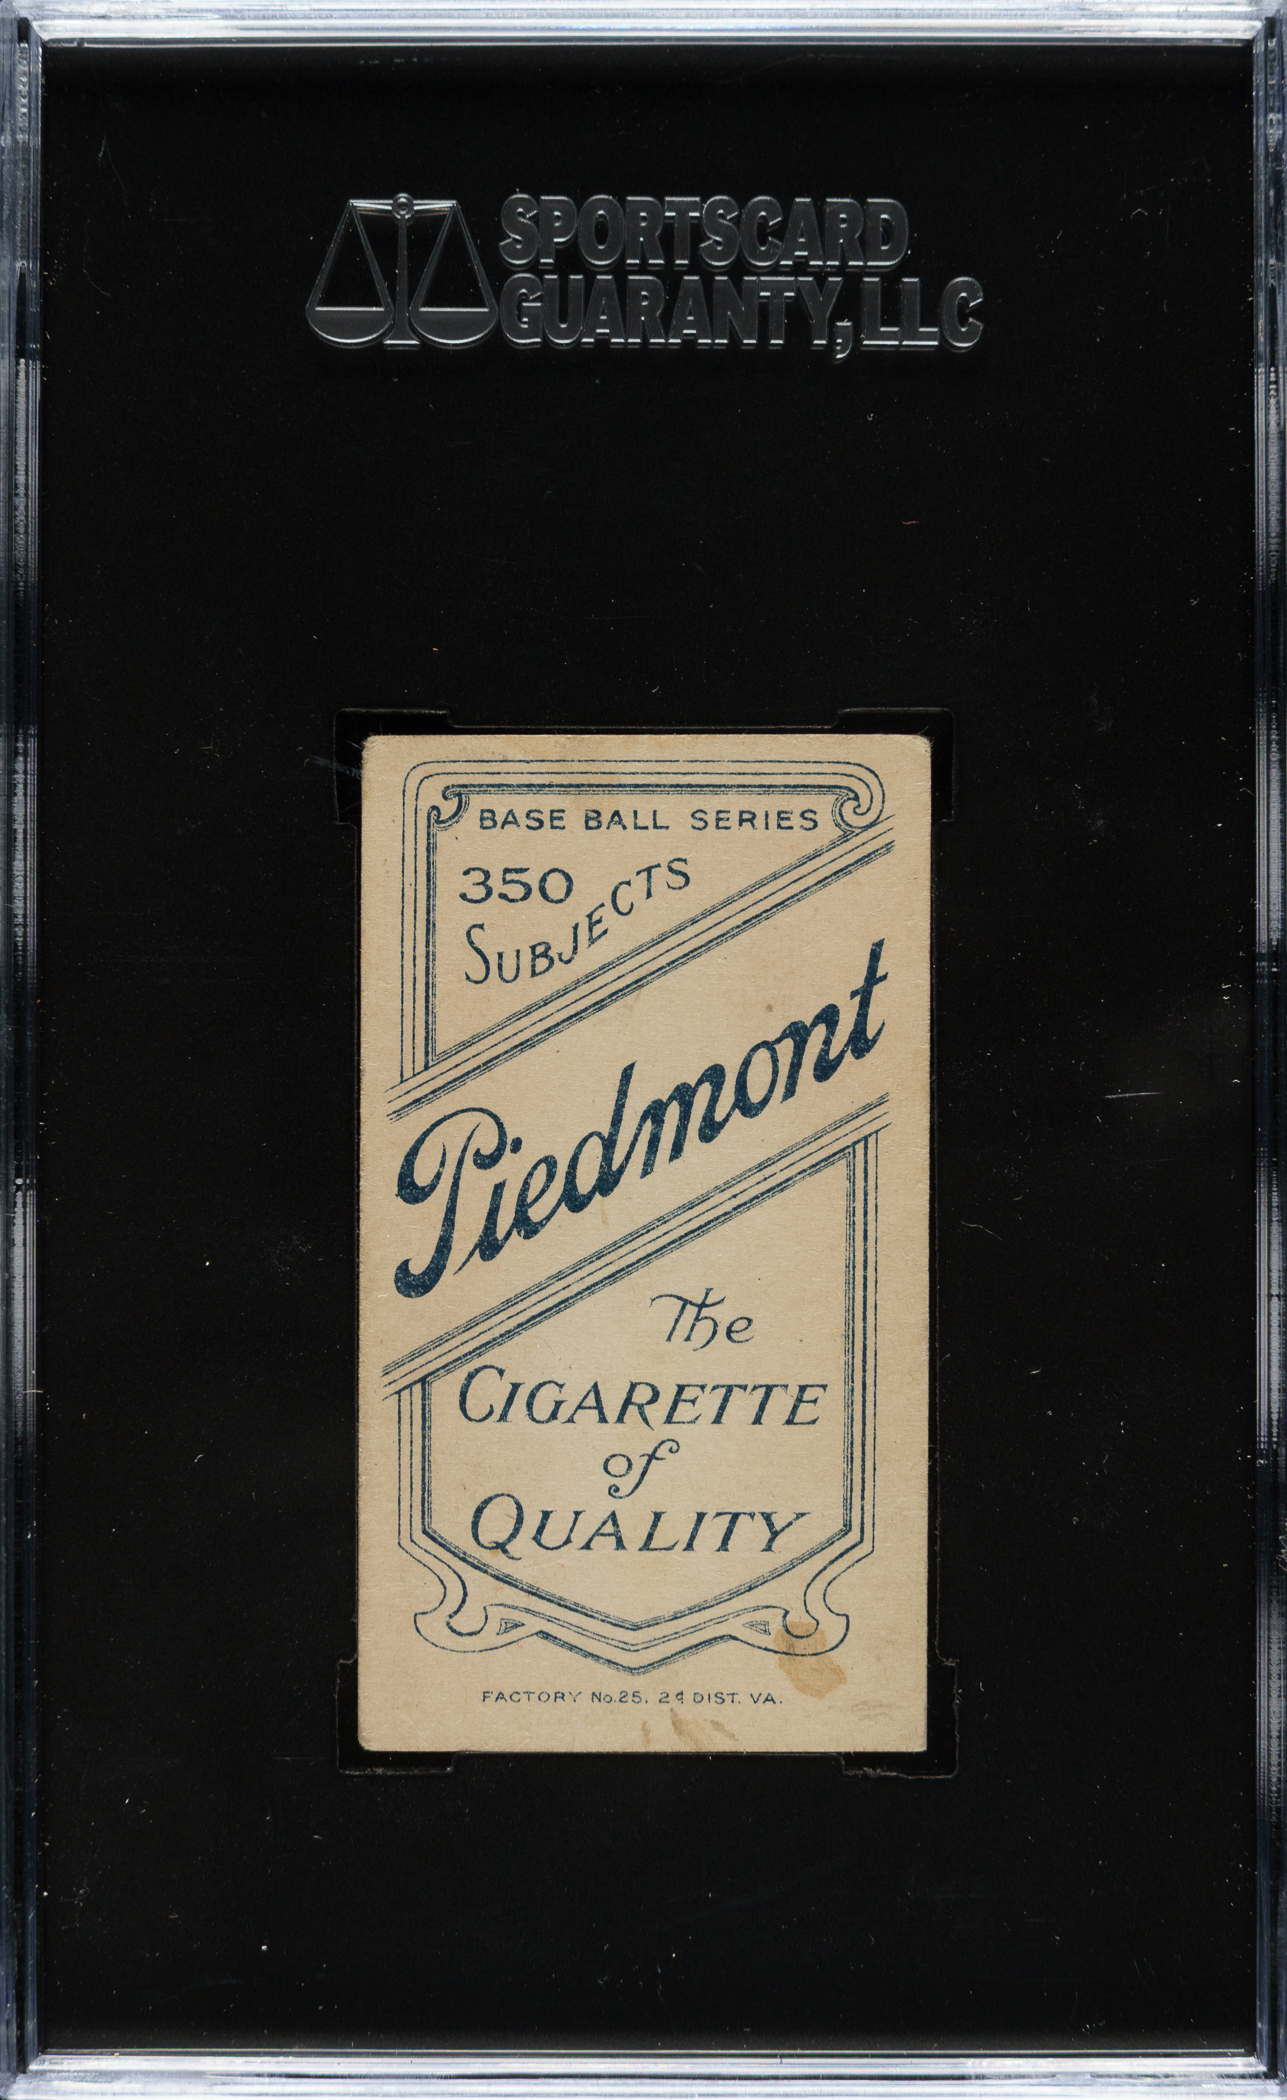 SPORTSCARD
GUARANTY, LLC
BASE BALL SERIES
350
SUBJECTS
Piedmont
The
CIGARETTE
of
QUALITY
FACTORY No. 25. 2¢ DIST. VA.